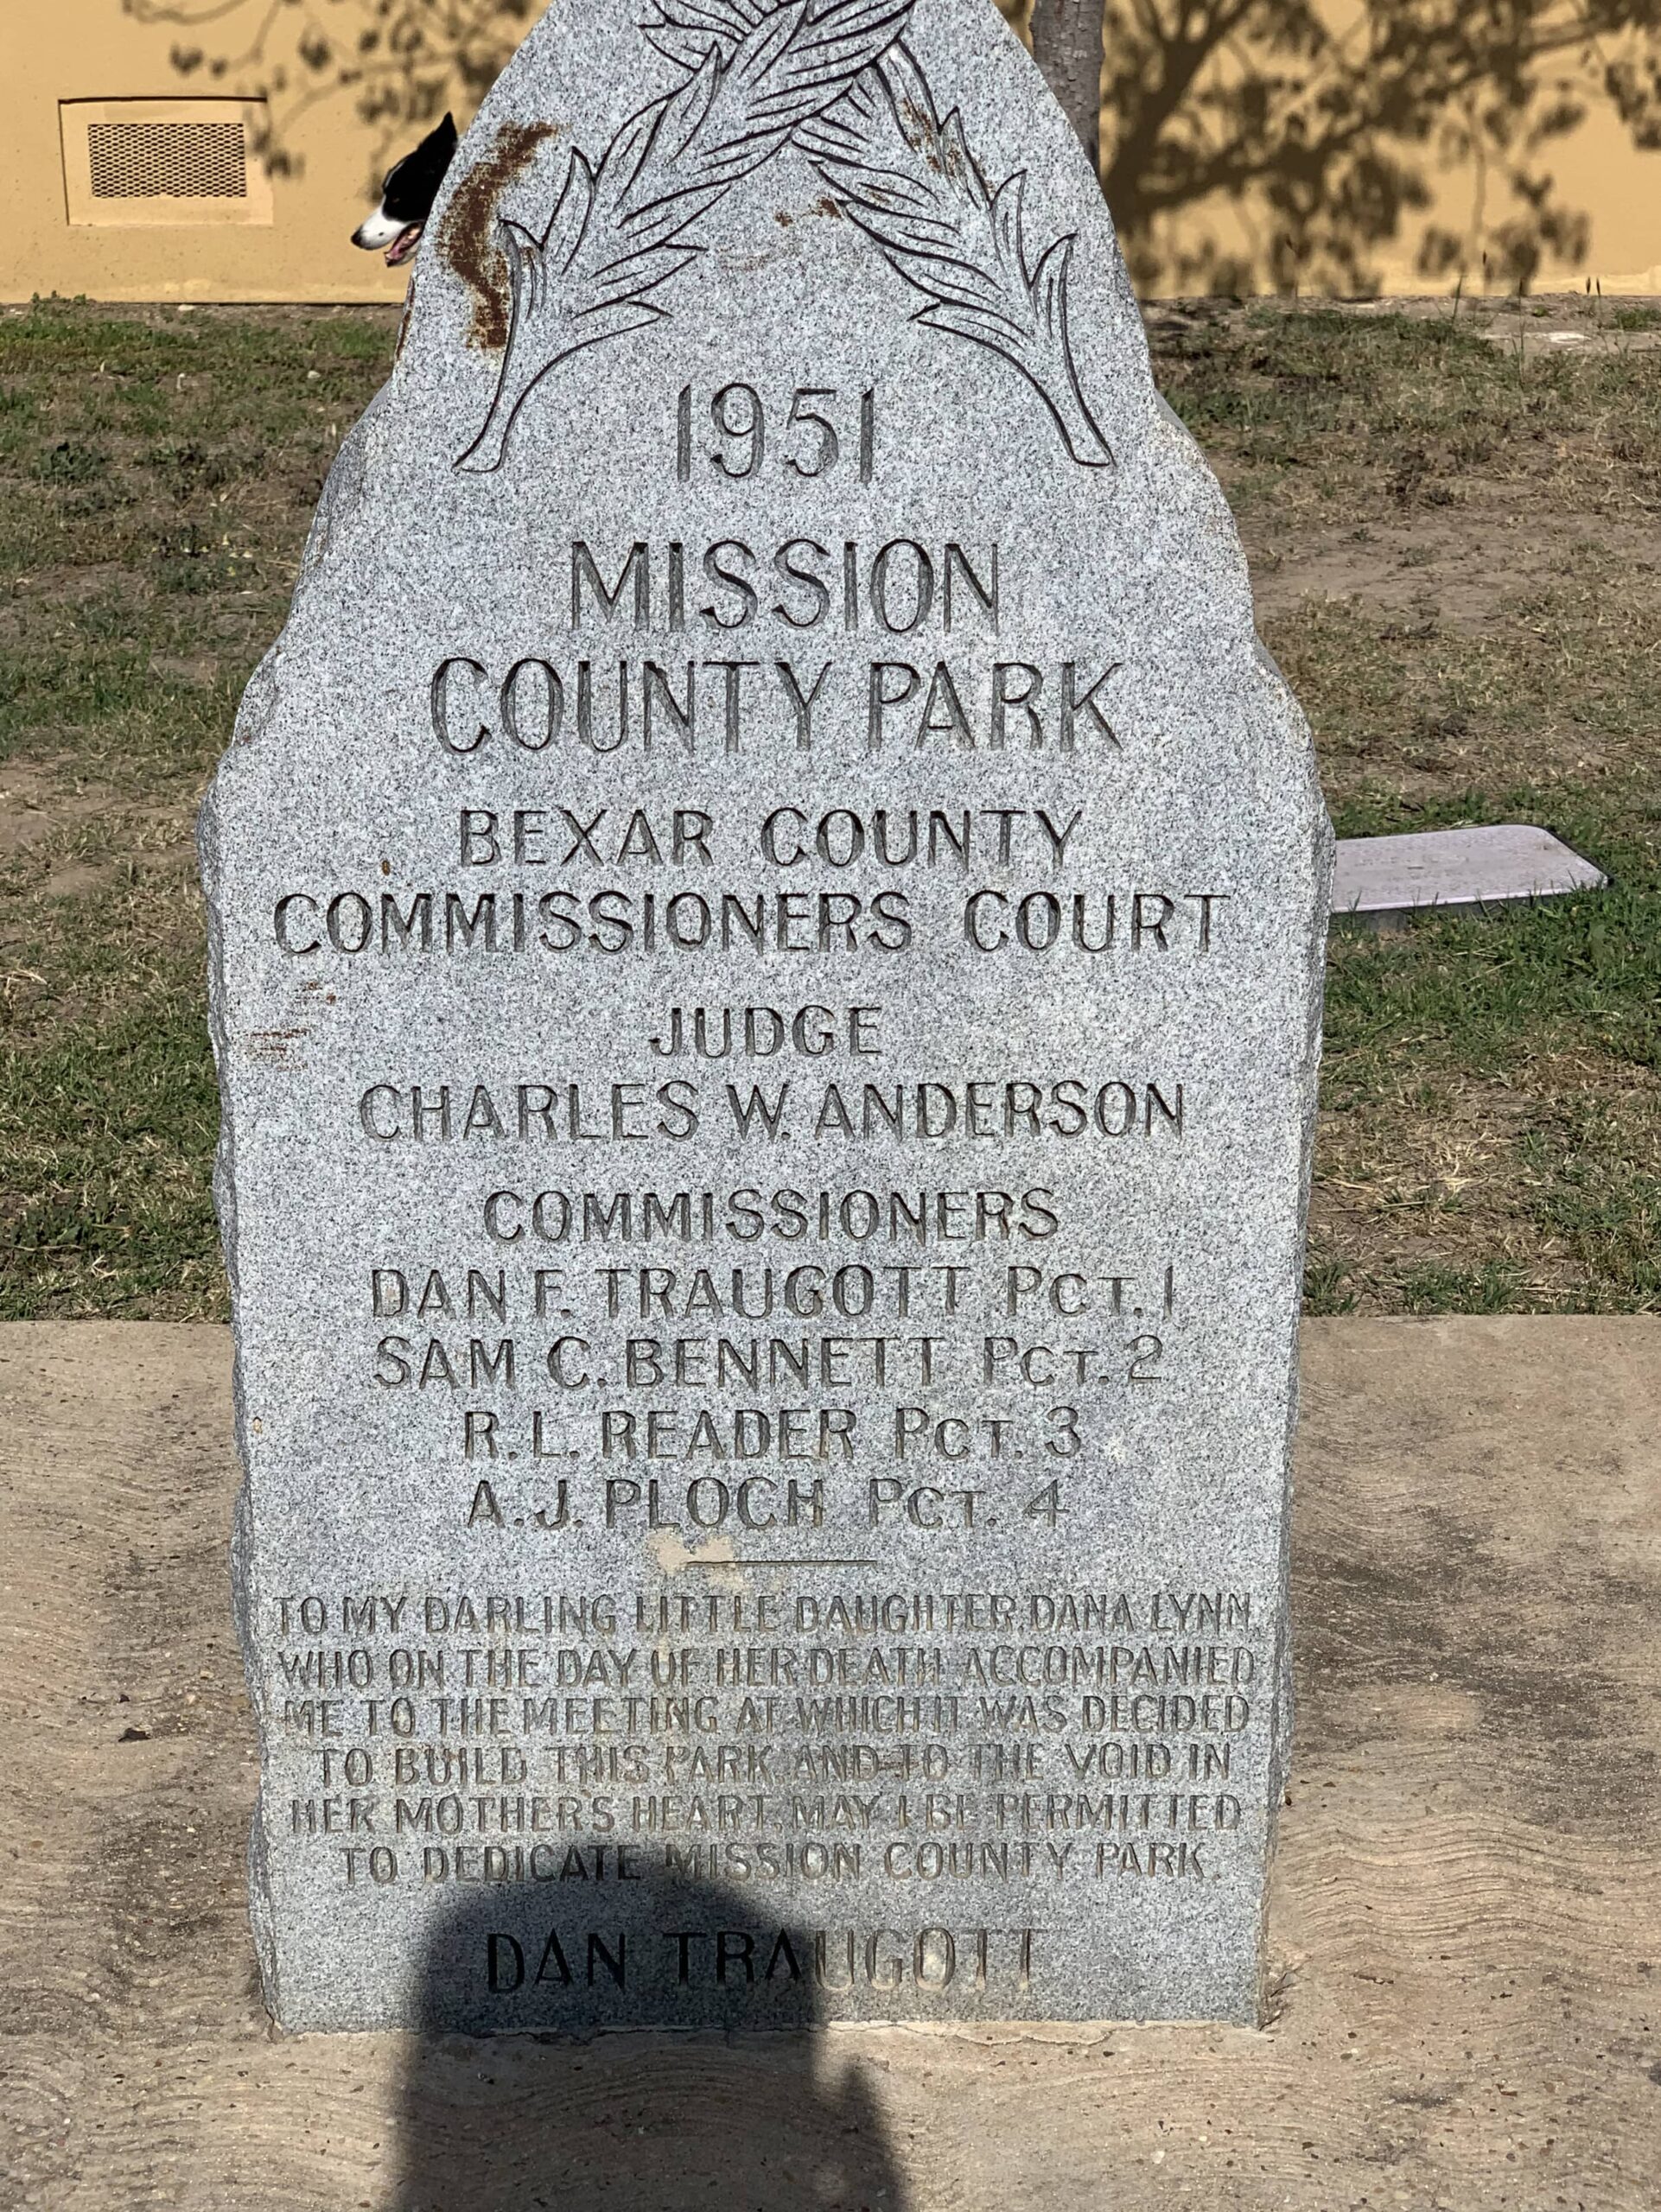 1951
MISSION
COUNTY PARK
BEXAR COUNTY
COMMISSIONERS COURT
JUDGE
CHARLES W. ANDERSON
COMMISSIONERS
DAN F. TRAUGOTT PCT. 1
SAM C. BENNETT PCT. 2
R.L. READER PCT. 3
A.J. PLOCH PCT. 4
TO MY DARLING LITTLE DAUGHTER, DANA LYNN,
WHO ON THE DAY OF HER DEATH ACCOMPANIED
ME TO THE MEETING AT WHICH IT WAS DECIDED
TO BUILD THIS PARK, AND TO THE VOID IN
HER MOTHERS HEART, MAY I BE PERMITTED
TO DEDICATE MISSION COUNTY PARK.
DAN TRAUGOTT